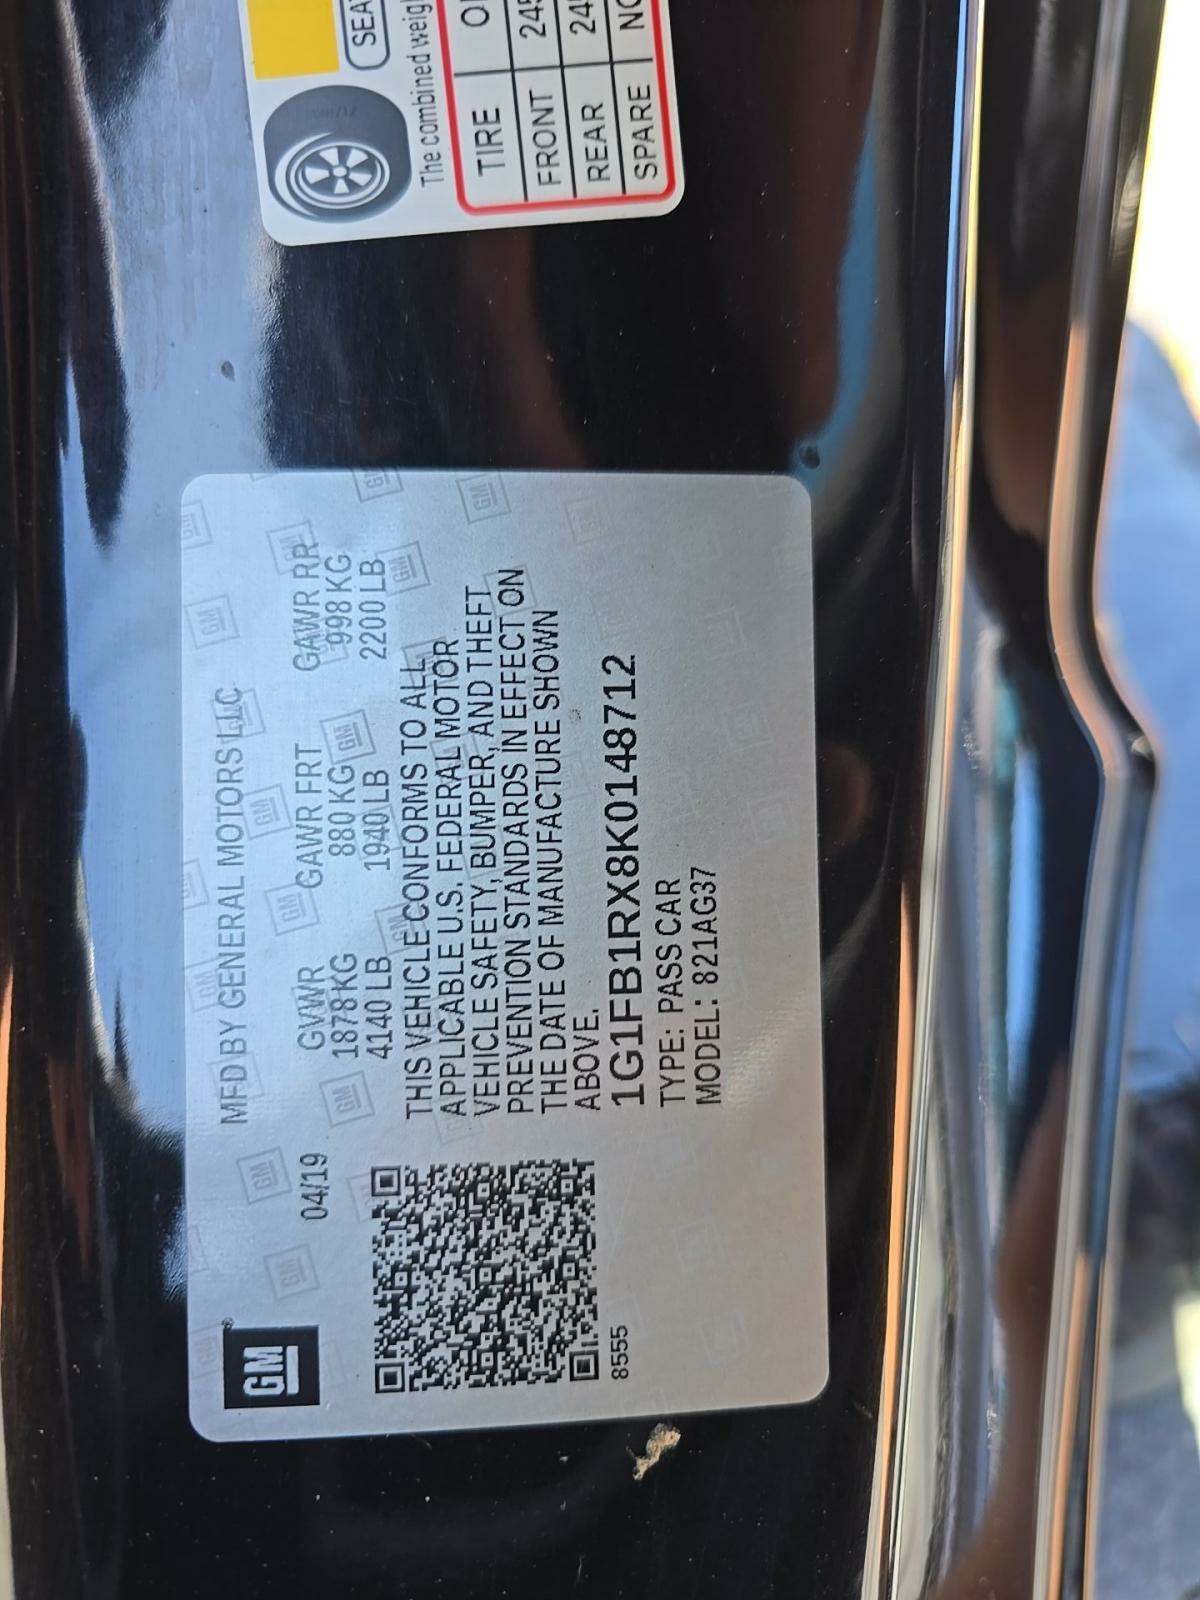 GM
MFD BY GENERAL MOTORS LLC
04/19
GVWR GAWR FRT GAWR RR
1878 KG 880 KG 998 KG
4140 LB 1940 LB 2200 LB
THIS VEHICLE CONFORMS TO ALL
APPLICABLE U.S. FEDERAL MOTOR
VEHICLE SAFETY, BUMPER, AND THEFT
PREVENTION STANDARDS IN EFFECT ON
THE DATE OF MANUFACTURE SHOWN
ABOVE.
1G1FB1RX8K0148712
TYPE: PASS CAR
MODEL: 821AG37
8555
The combined
TIRE
FRONT
REAR
SPARE